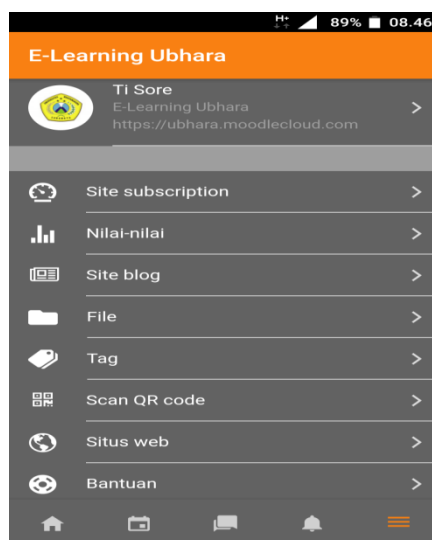 H+ 89% 08.46
E-Learning Ubhara
Ti Sore
E-Learning Ubhara
https://ubhara.moodlecloud.com
Site subscription
Nilai-nilai
Site blog
File
Tag
Scan QR code
Situs web
Bantuan